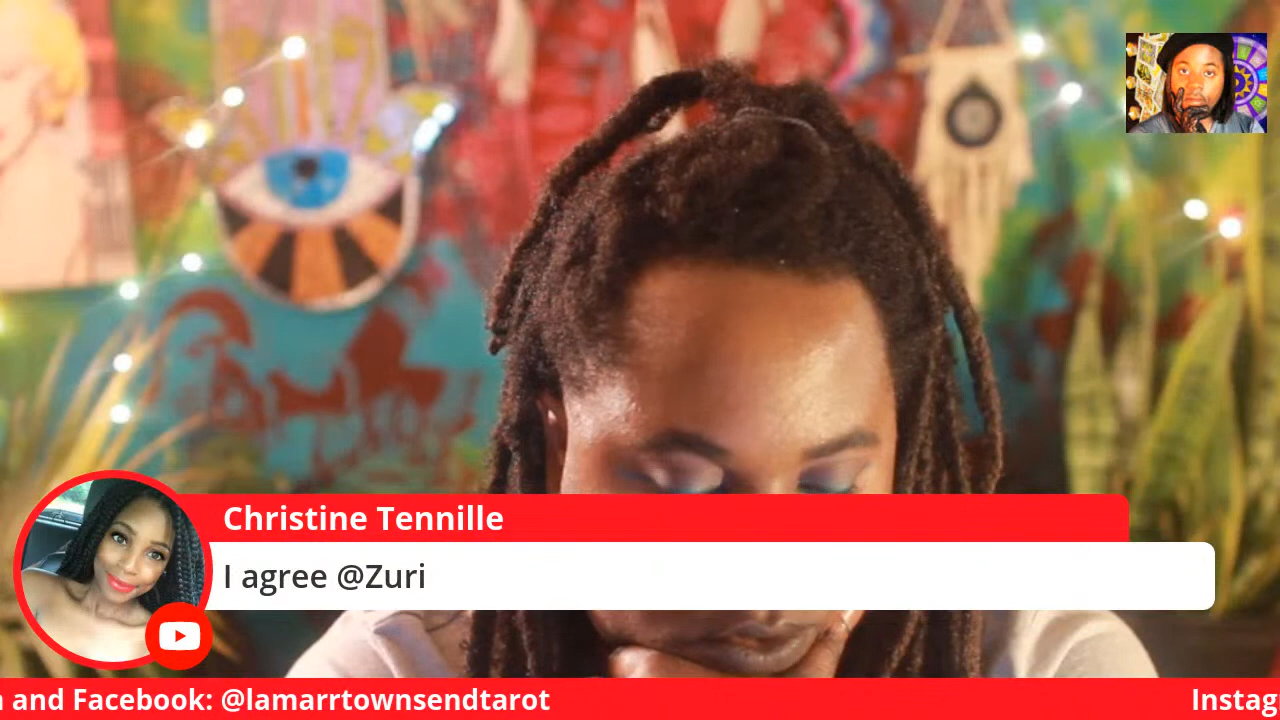 Christine Tennille
I agree @Zuri
and Facebook: @lamarrtownsendtarot
Instag